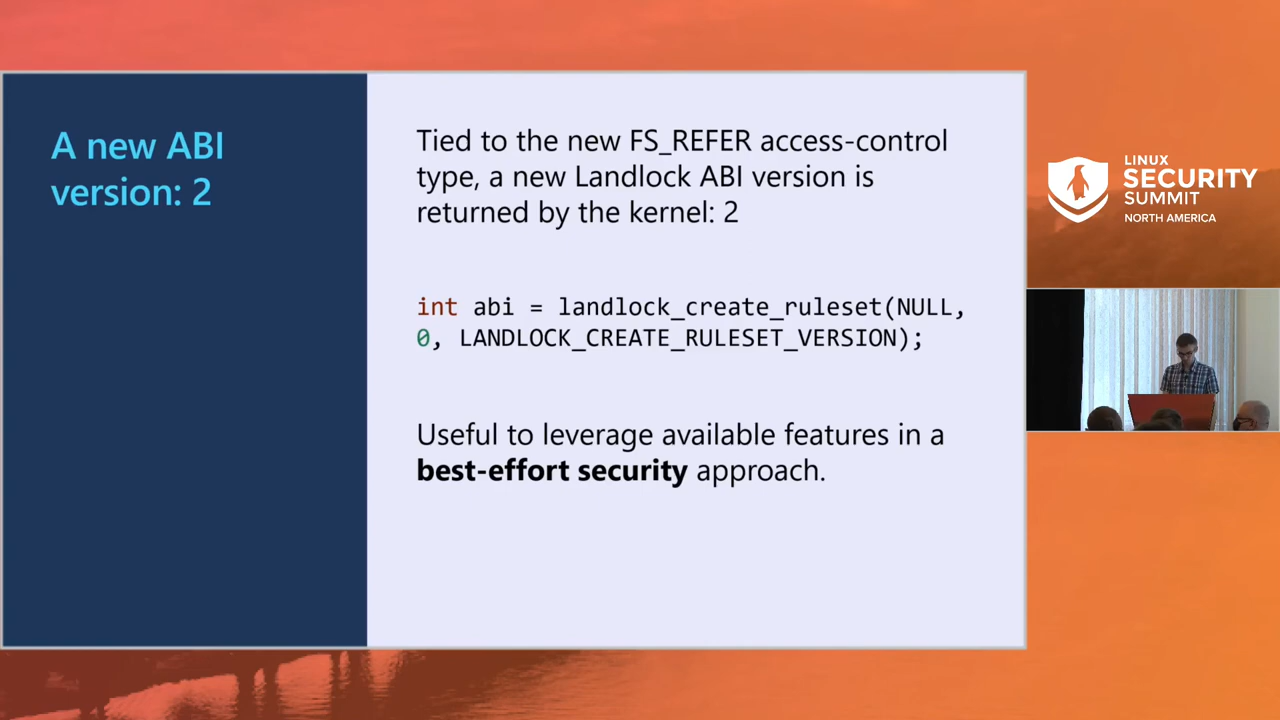 A new ABI
version: 2
Tied to the new FS_REFER access-control
type, a new Landlock ABI version is
returned by the kernel: 2
int abi = landlock_create_ruleset(NULL,
0, LANDLOCK_CREATE_RULESET_VERSION);
Useful to leverage available features in a
best-effort security approach.
LINUX
SECURITY
SUMMIT
NORTH AMERICA